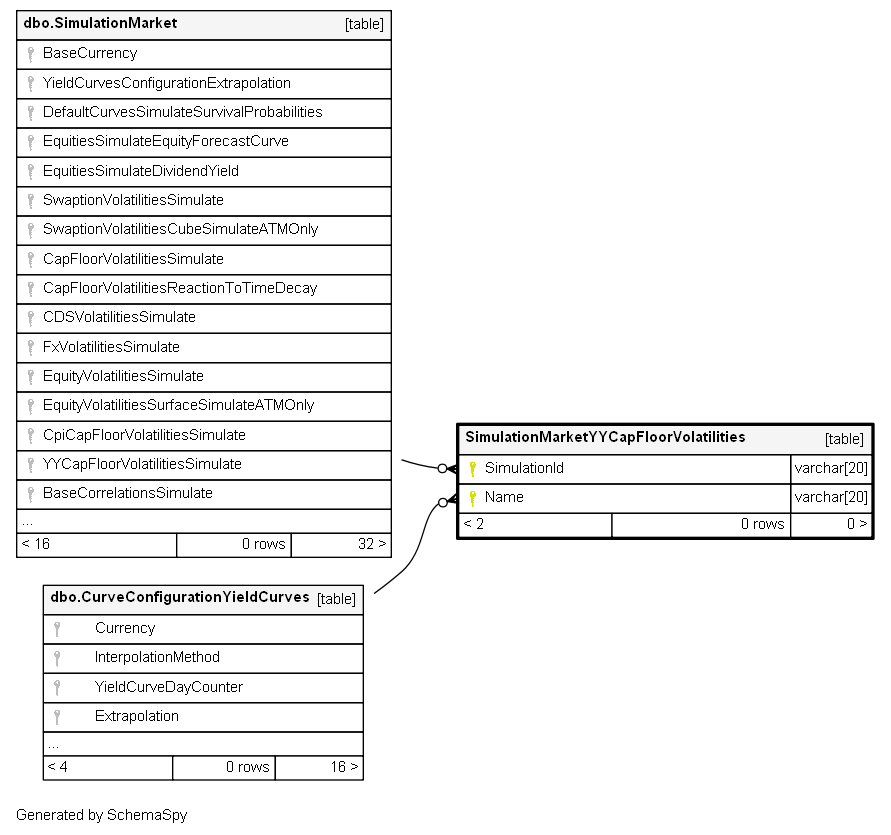 dbo.SimulationMarket [table]
BaseCurrency
YieldCurvesConfigurationExtrapolation
DefaultCurvesSimulateSurvivalProbabilities
EquitiesSimulateEquityForecastCurve
EquitiesSimulateDividendYield
SwaptionVolatilitiesSimulate
SwaptionVolatilitiesCubeSimulateATMOnly
CapFloorVolatilitiesSimulate
CapFloorVolatilitiesReactionToTimeDecay
CDSVolatilitiesSimulate
FxVolatilitiesSimulate
EquityVolatilitiesSimulate
EquityVolatilitiesSurfaceSimulateATMOnly
CpiCapFloorVolatilitiesSimulate
YYCapFloorVolatilitiesSimulate
BaseCorrelationsSimulate
...
< 16 0 rows 32 >
SimulationMarketYYCapFloorVolatilities [table]
SimulationId varchar[20]
Name varchar[20]
< 2 0 rows 0 >
dbo.CurveConfigurationYieldCurves [table]
Currency
InterpolationMethod
YieldCurveDayCounter
Extrapolation
...
< 4 0 rows 16 >
Generated by SchemaSpy